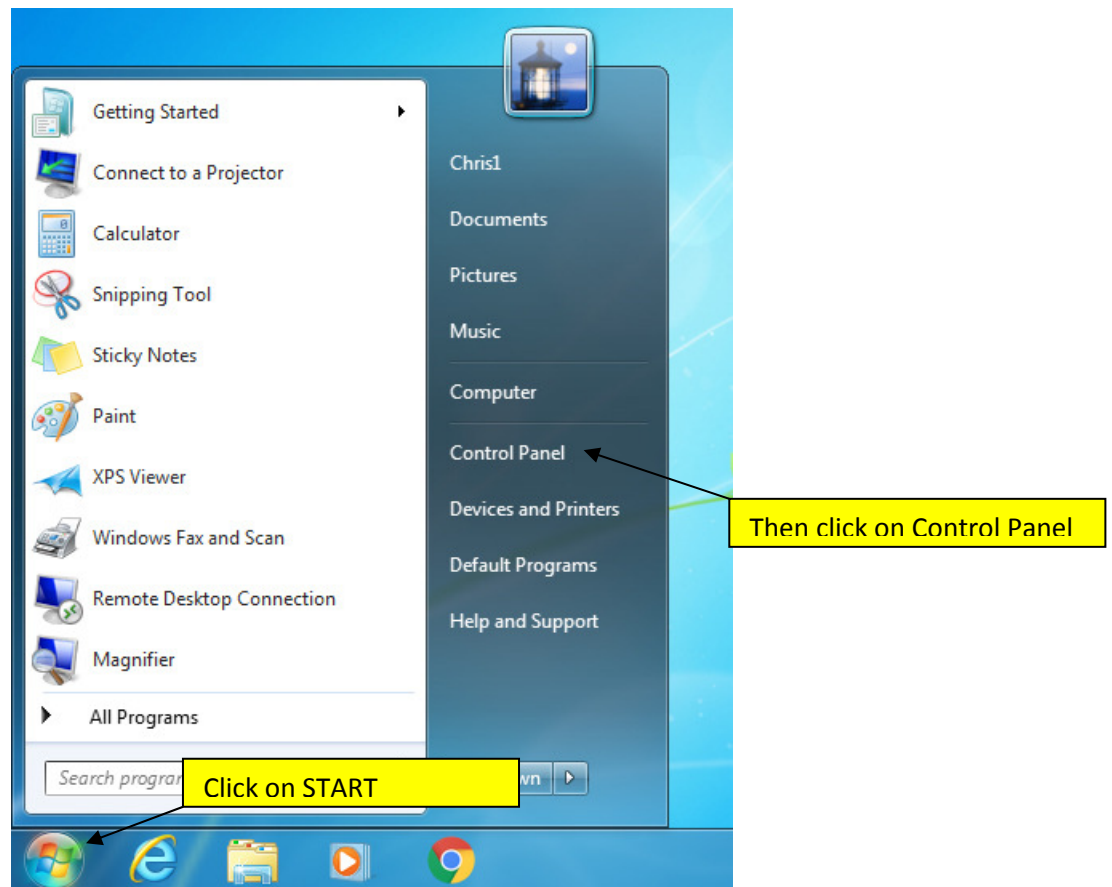 Getting Started
Connect to a Projector
Calculator
Snipping Tool
Sticky Notes
Paint
XPS Viewer
Windows Fax and Scan
Remote Desktop Connection
Magnifier
All Programs
Search
Click on START
Chris1
Documents
Pictures
Music
Computer
Control Panel
Devices and Printers
Default Programs
Help and Support
Then click on Control Panel